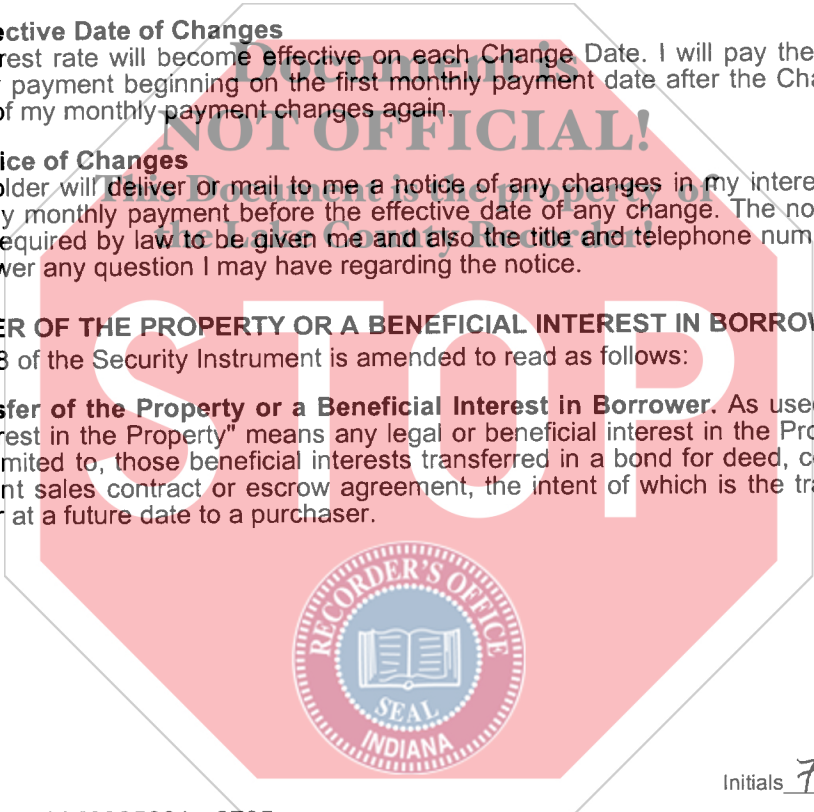 ective Date of Changes
rest rate will become effective on each Change Date. I will pay the
payment beginning on the first monthly payment date after the Cha
of my monthly payment changes again.
Document is
NOT OFFICIAL!
This Document is the property of
the Lake County Recorder!
ice of Changes
older will deliver or mail to me a notice of any changes in my intere
y monthly payment before the effective date of any change. The no
equired by law to be given me and also the title and telephone num
wer any question I may have regarding the notice.
ER OF THE PROPERTY OR A BENEFICIAL INTEREST IN BORROW
8 of the Security Instrument is amended to read as follows:
sfer of the Property or a Beneficial Interest in Borrower. As use
rest in the Property" means any legal or beneficial interest in the Pro
mited to, those beneficial interests transferred in a bond for deed, c
nt sales contract or escrow agreement, the intent of which is the tra
at a future date to a purchaser.
STOP
RECORDER'S OFFICE
SEAL
INDIANA
Initials